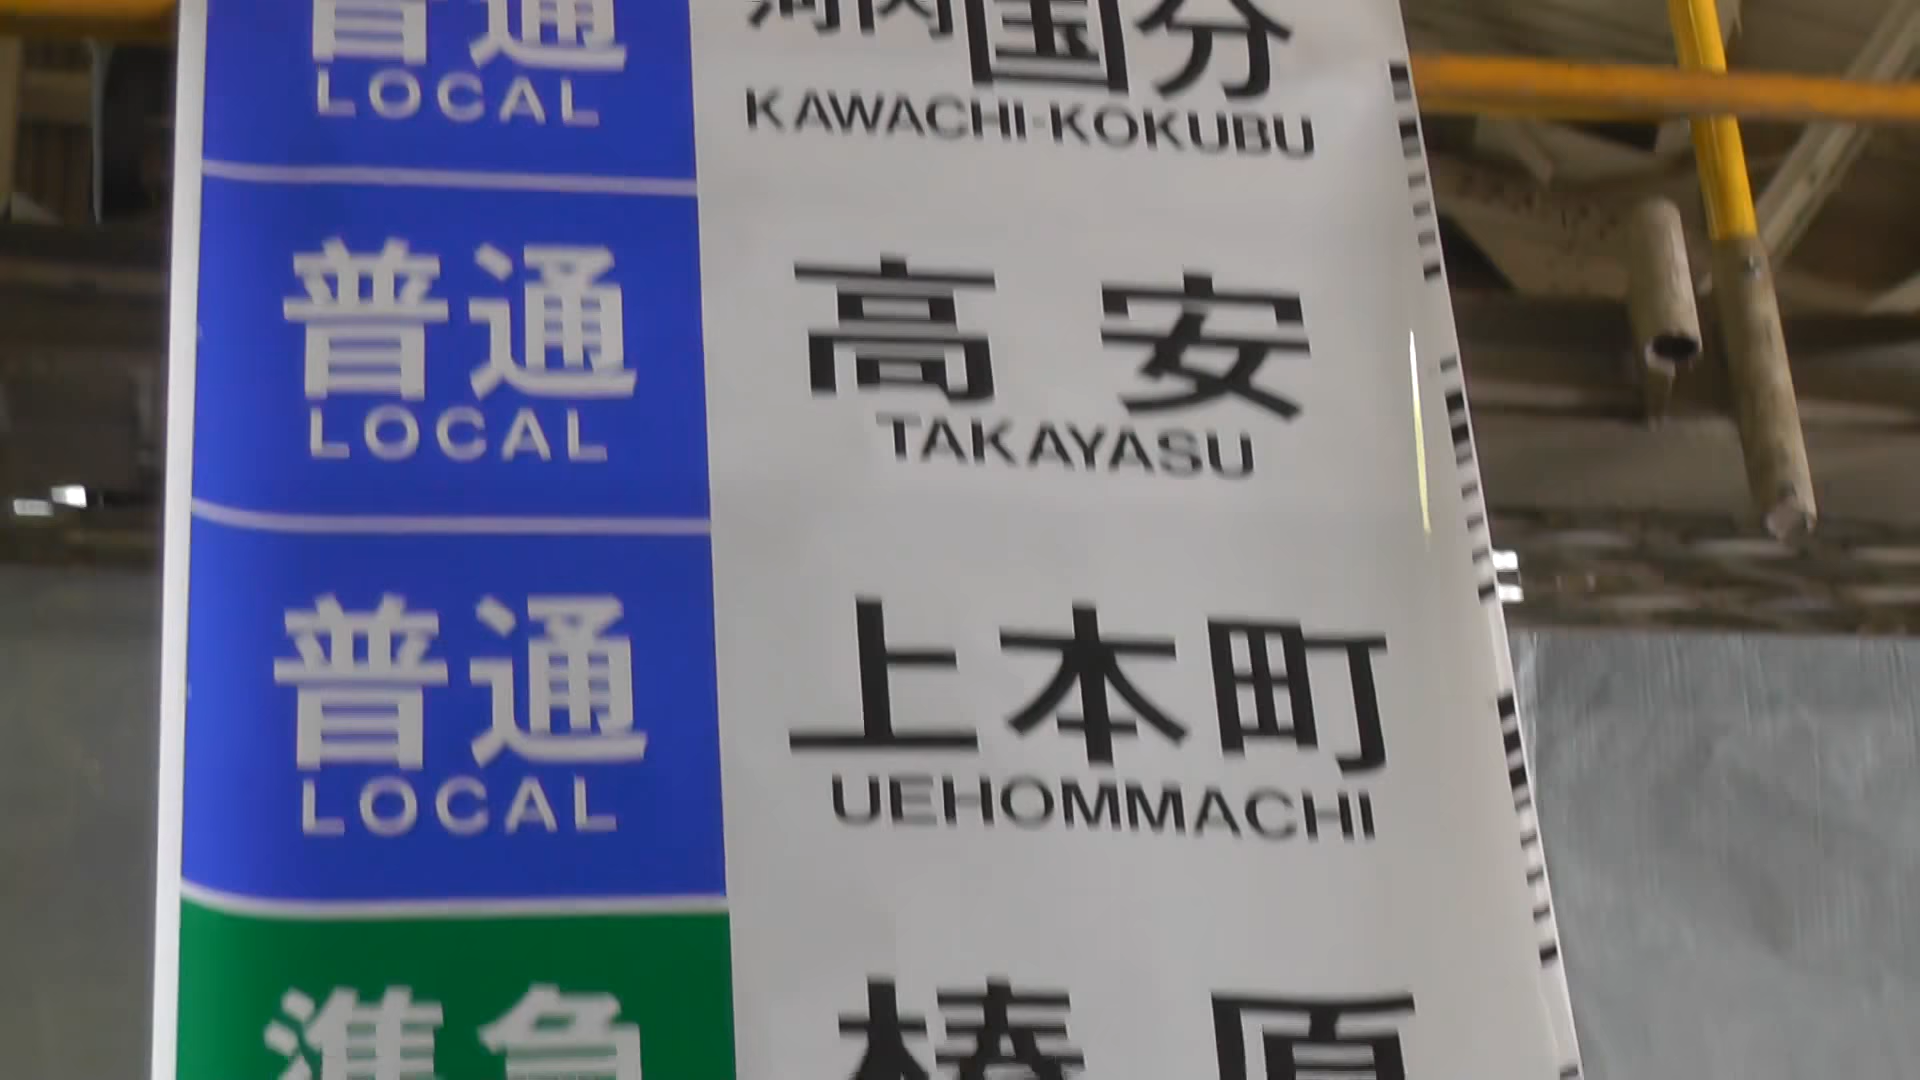 普通 河内国分
LOCAL KAWACHI-KOKUBU
普通 高安
LOCAL TAKAYASU
普通 上本町
LOCAL UEHOMMACHI
準急 榛原